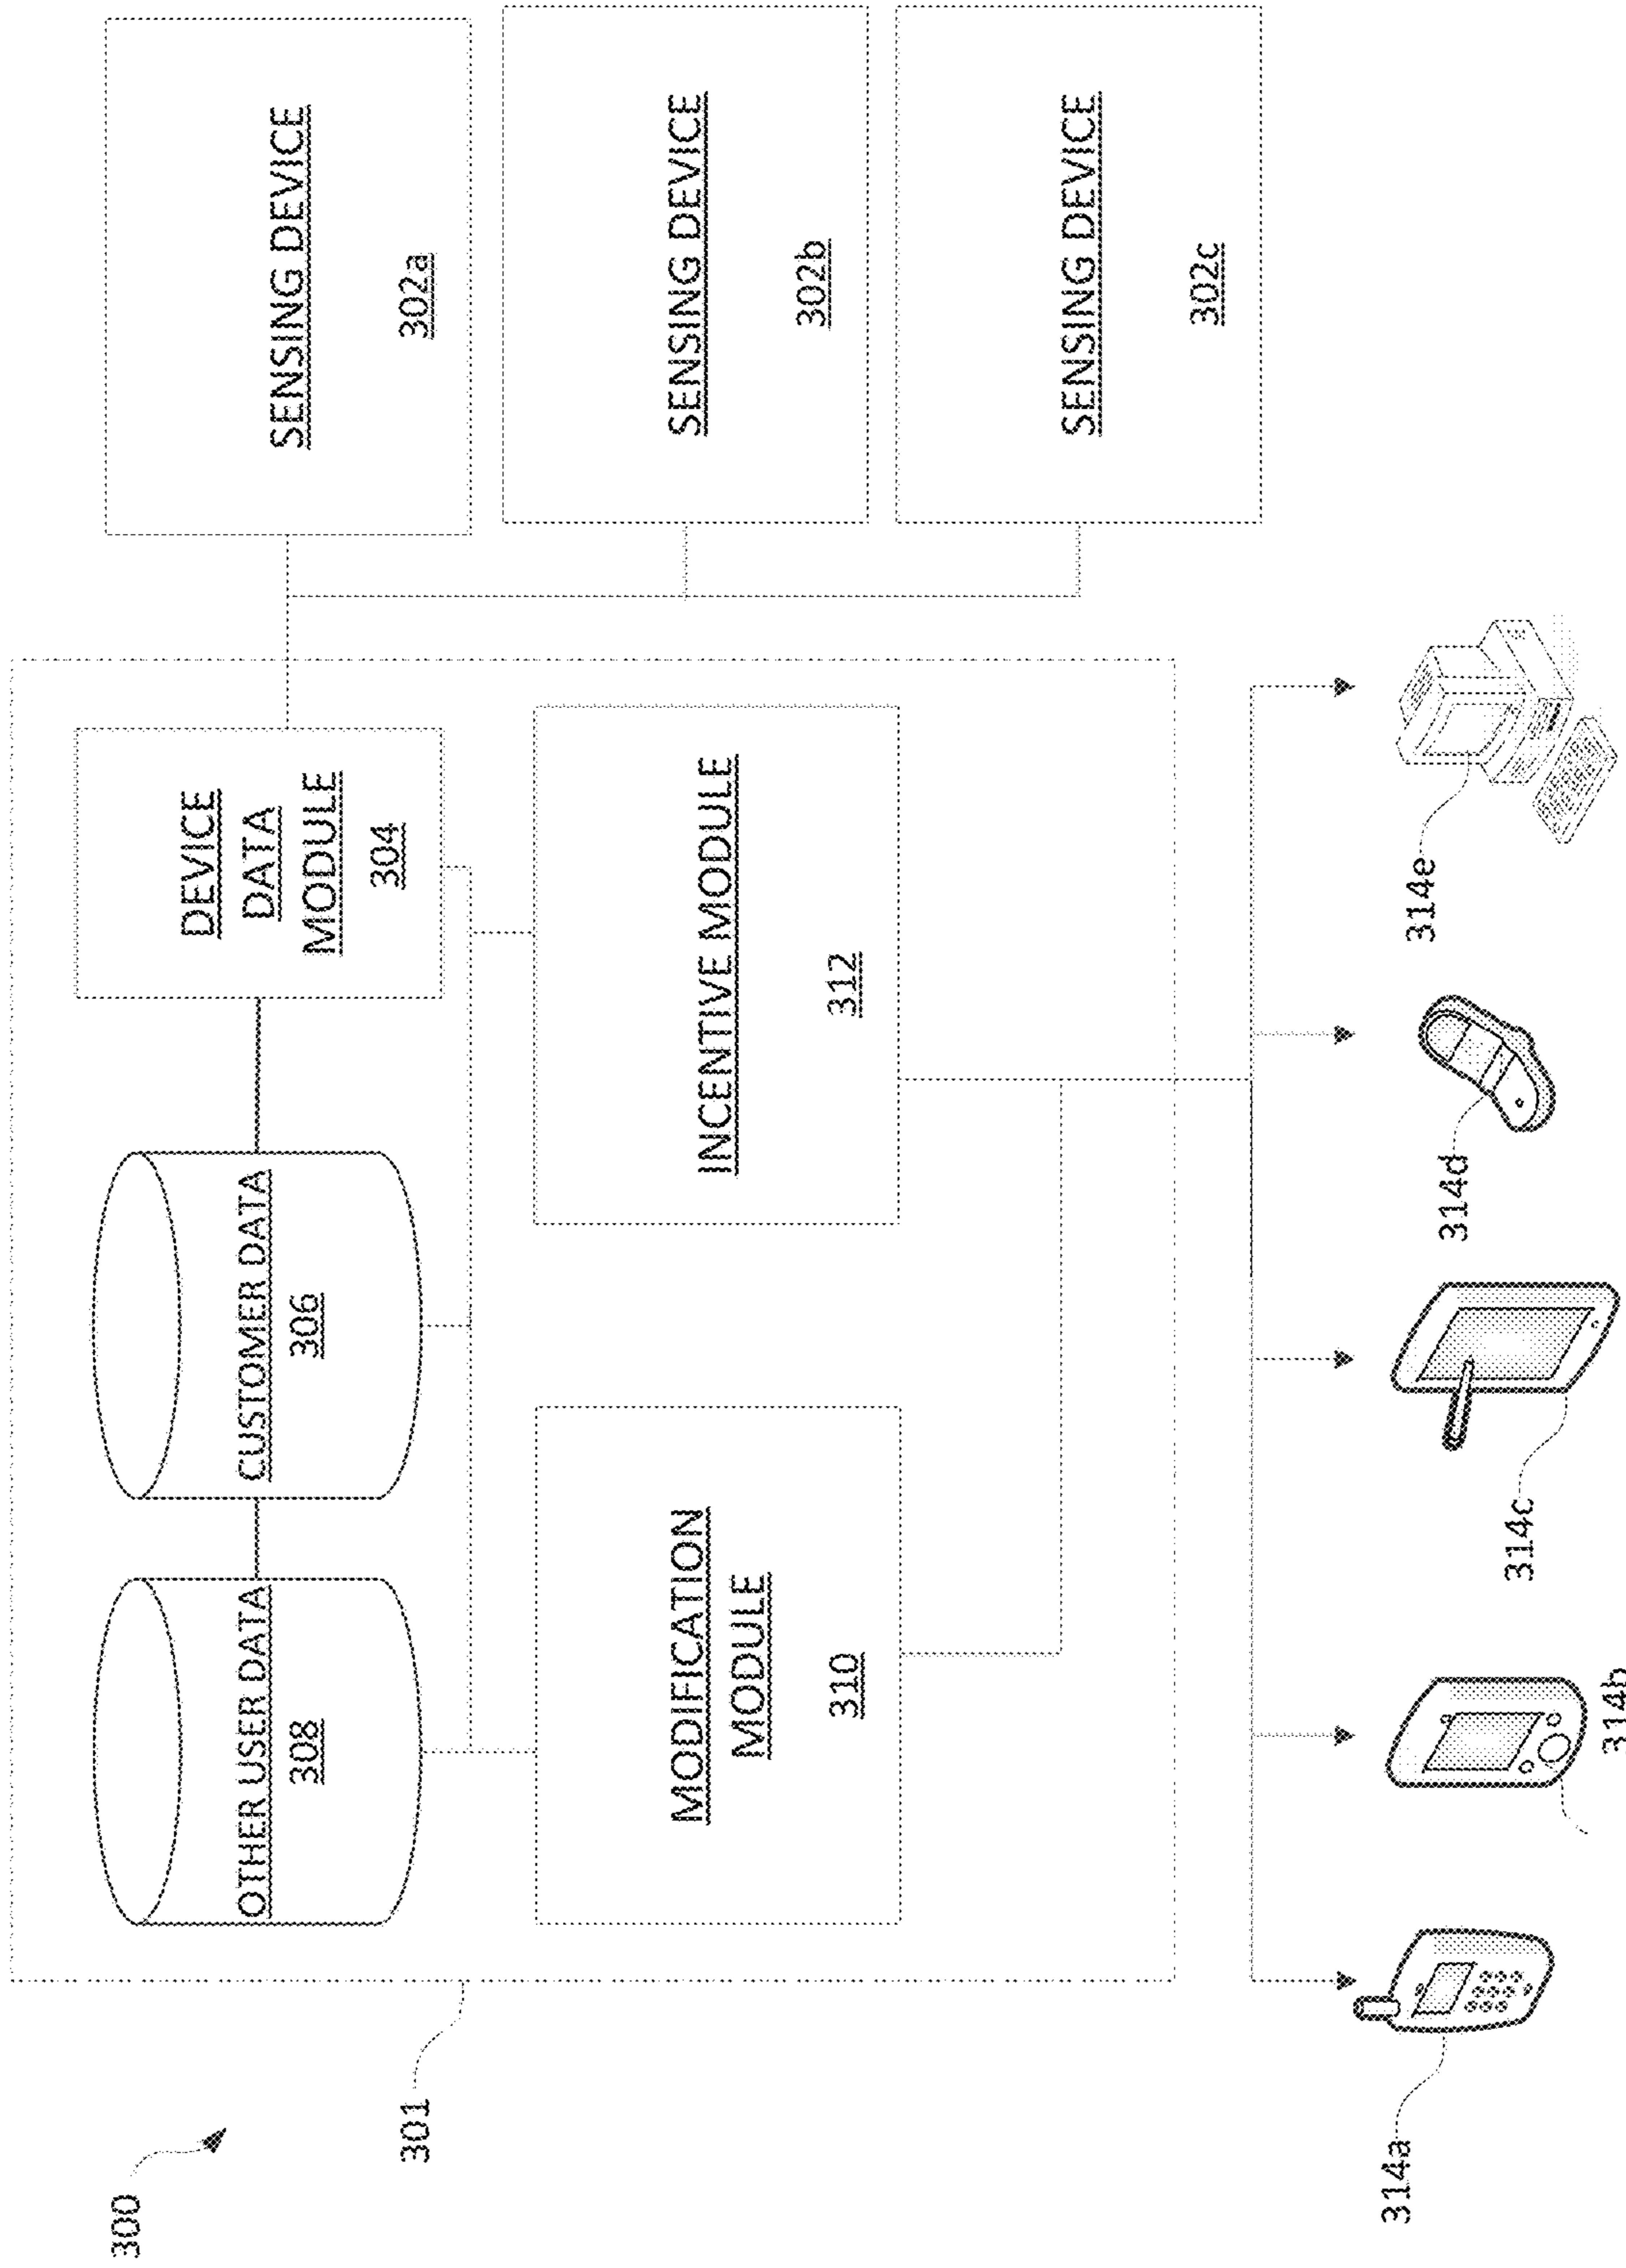 300
301
OTHER USER DATA
308
CUSTOMER DATA
306
DEVICE
DATA
MODULE
304
SENSING DEVICE
302a
MODIFICATION
MODULE
310
INCENTIVE MODULE
312
SENSING DEVICE
302b
SENSING DEVICE
302c
314a
314b
314c
314d
314e